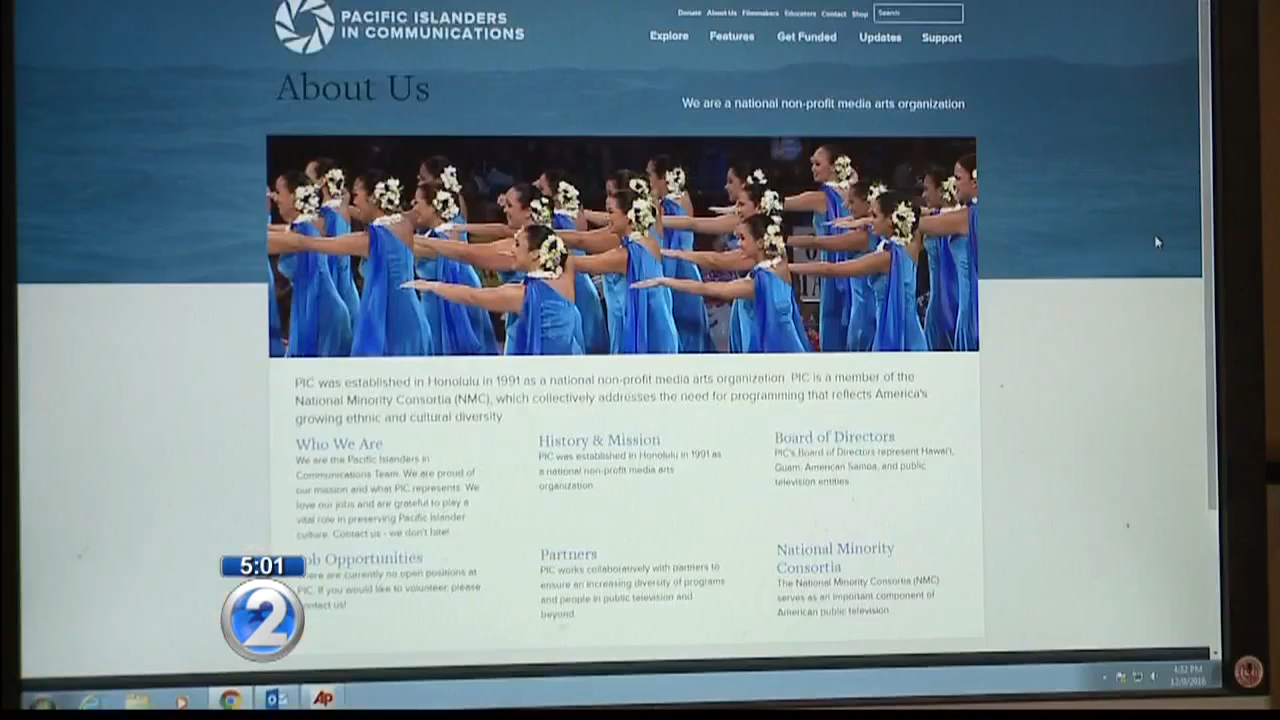 PACIFIC ISLANDERS
IN COMMUNICATIONS
Donate About Us Filmmakers Educators Contact Shop Search
Explore Features Get Funded Updates Support
About Us
We are a national non-profit media arts organization
PIC was established in Honolulu in 1991 as a national non-profit media arts organization. PIC is a member of the
National Minority Consortia (NMC), which collectively addresses the need for programming that reflects America's
growing ethnic and cultural diversity
Who We Are
We are the Pacific Islanders in
Communications Team. We are proud of
our mission and what PIC represents. We
love our jobs and are grateful to play a
vital role in preserving Pacific Islander
culture. Contact us - we don't bite!
History & Mission
PIC was established in Honolulu in 1991 as
a national non-profit media arts
organization
Board of Directors
PIC's Board of Directors represent Hawai'i,
Guam, American Samoa, and public
television entities
ob Opportunities
ere are currently no open positions at
PIC. If you would like to volunteer, please
ontact us!
Partners
PIC works collaboratively with partners to
ensure an increasing diversity of programs
and people in public television and
beyond.
National Minority
Consortia
The National Minority Consortia (NMC)
serves as an important component of
American public television
5:01
2
AP
4:32 PM
12/9/2016